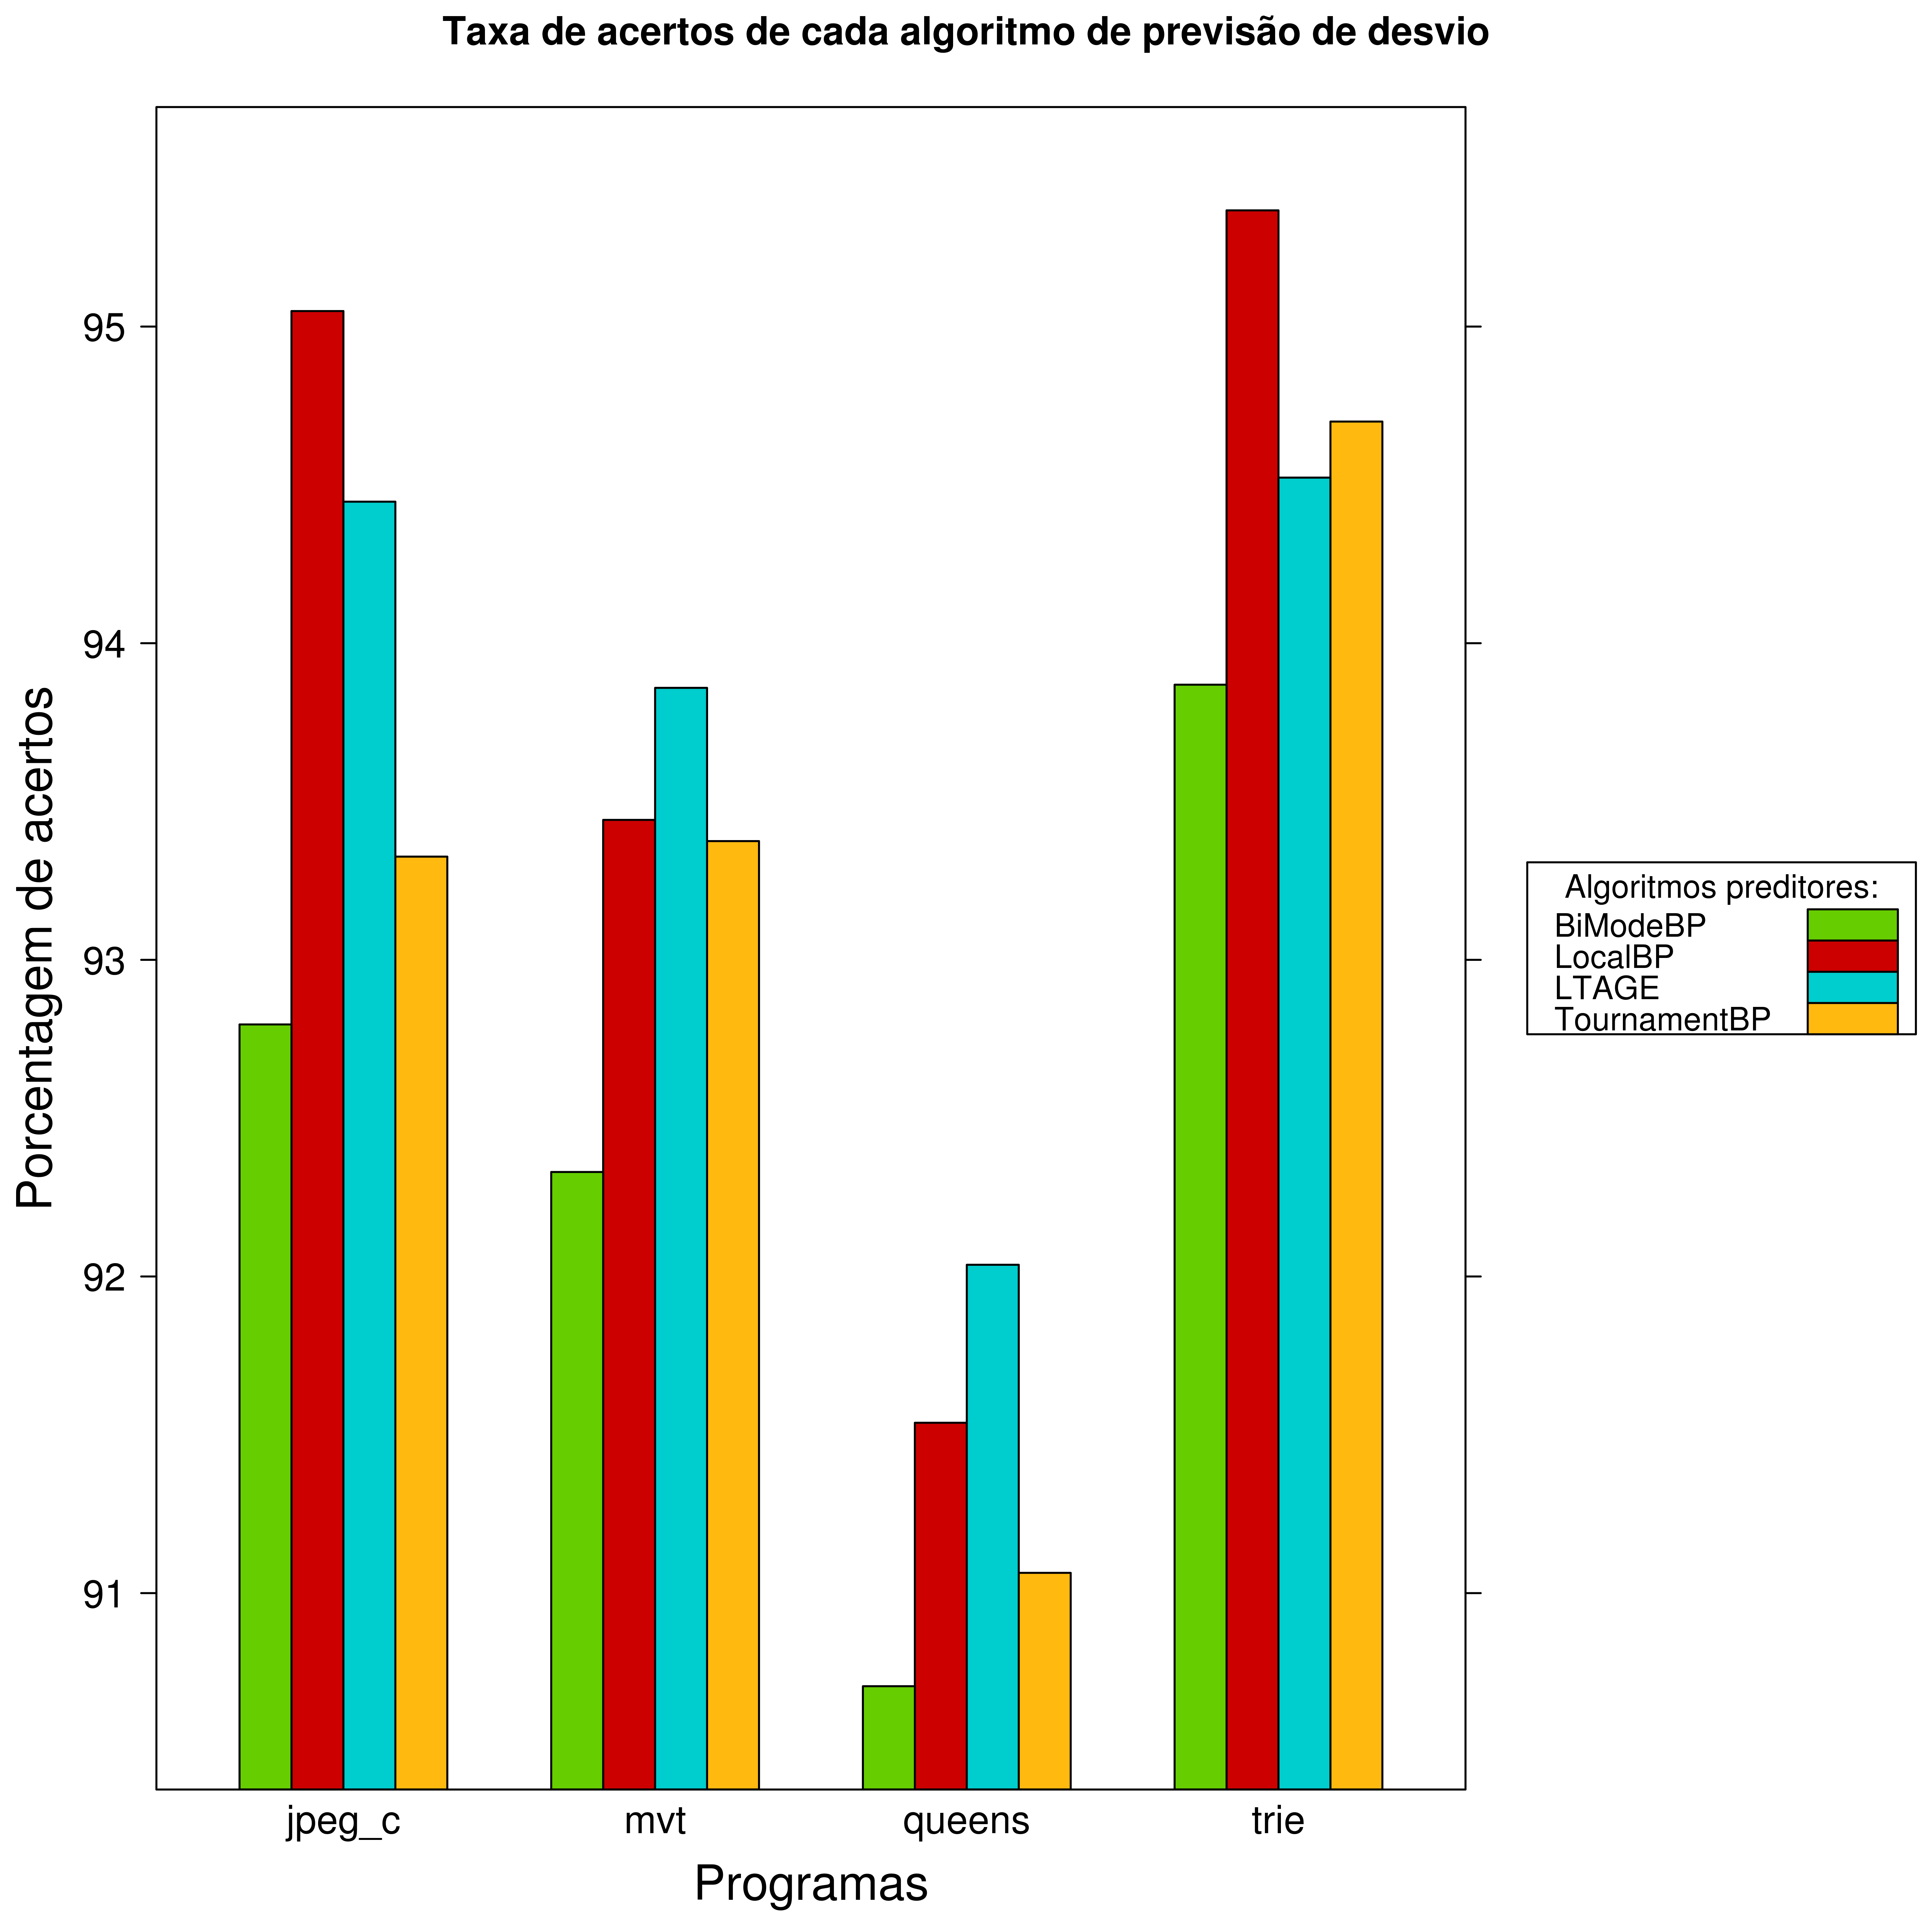 Taxa de acertos de cada algoritmo de previsão de desvio
Porcentagem de acertos
95
94
93
92
91
jpeg_c
mvt
queens
trie
Programas
Algoritmos preditores:
BiModeBP
LocalBP
LTAGE
TournamentBP